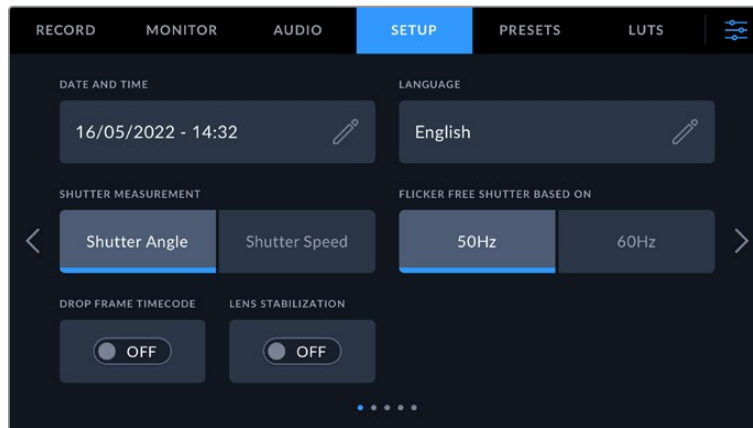 RECORD MONITOR AUDIO SETUP PRESETS LUTS
DATE AND TIME
16/05/2022 - 14:32
LANGUAGE
English
SHUTTER MEASUREMENT
Shutter Angle Shutter Speed
FLICKER FREE SHUTTER BASED ON
50Hz 60Hz
DROP FRAME TIMECODE
OFF
LENS STABILIZATION
OFF